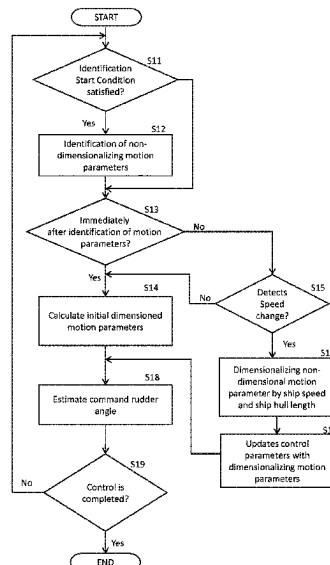 START
S11
Identification
Start Condition
satisfied?
Yes
S12
Identification of non-
dimensionalizing motion
parameters
S13
Immediately
after identification of motion
parameters?
No
Yes
S14
Calculate initial dimensioned
motion parameters
S15
Detects
Speed
change?
No
Yes
S1
Dimensionalizing non-
dimensional motion
parameter by ship speed
and ship hull length
S1
Updates control
parameters with
dimensionalizing motion
parameters
S18
Estimate command rudder
angle
S19
Control is
completed?
No
Yes
END